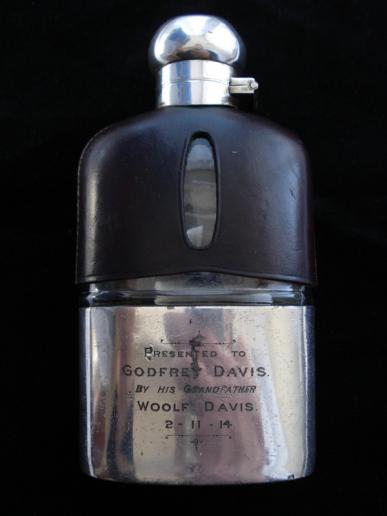 PRESENTED TO
GODFREY DAVIS.
BY HIS GRANDFATHER
WOOLF DAVIS.
2 - 11 - 14